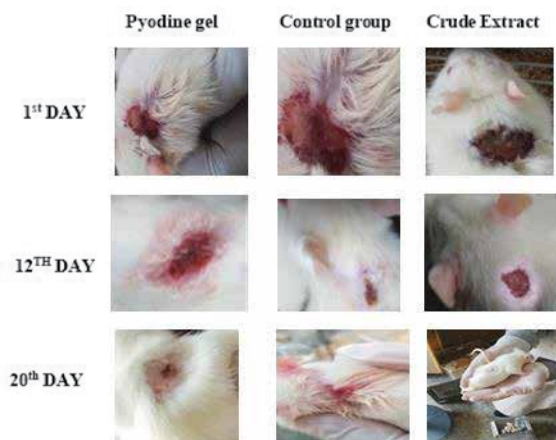 Pyodine gel Control group Crude Extract
1st DAY
12TH DAY
20th DAY